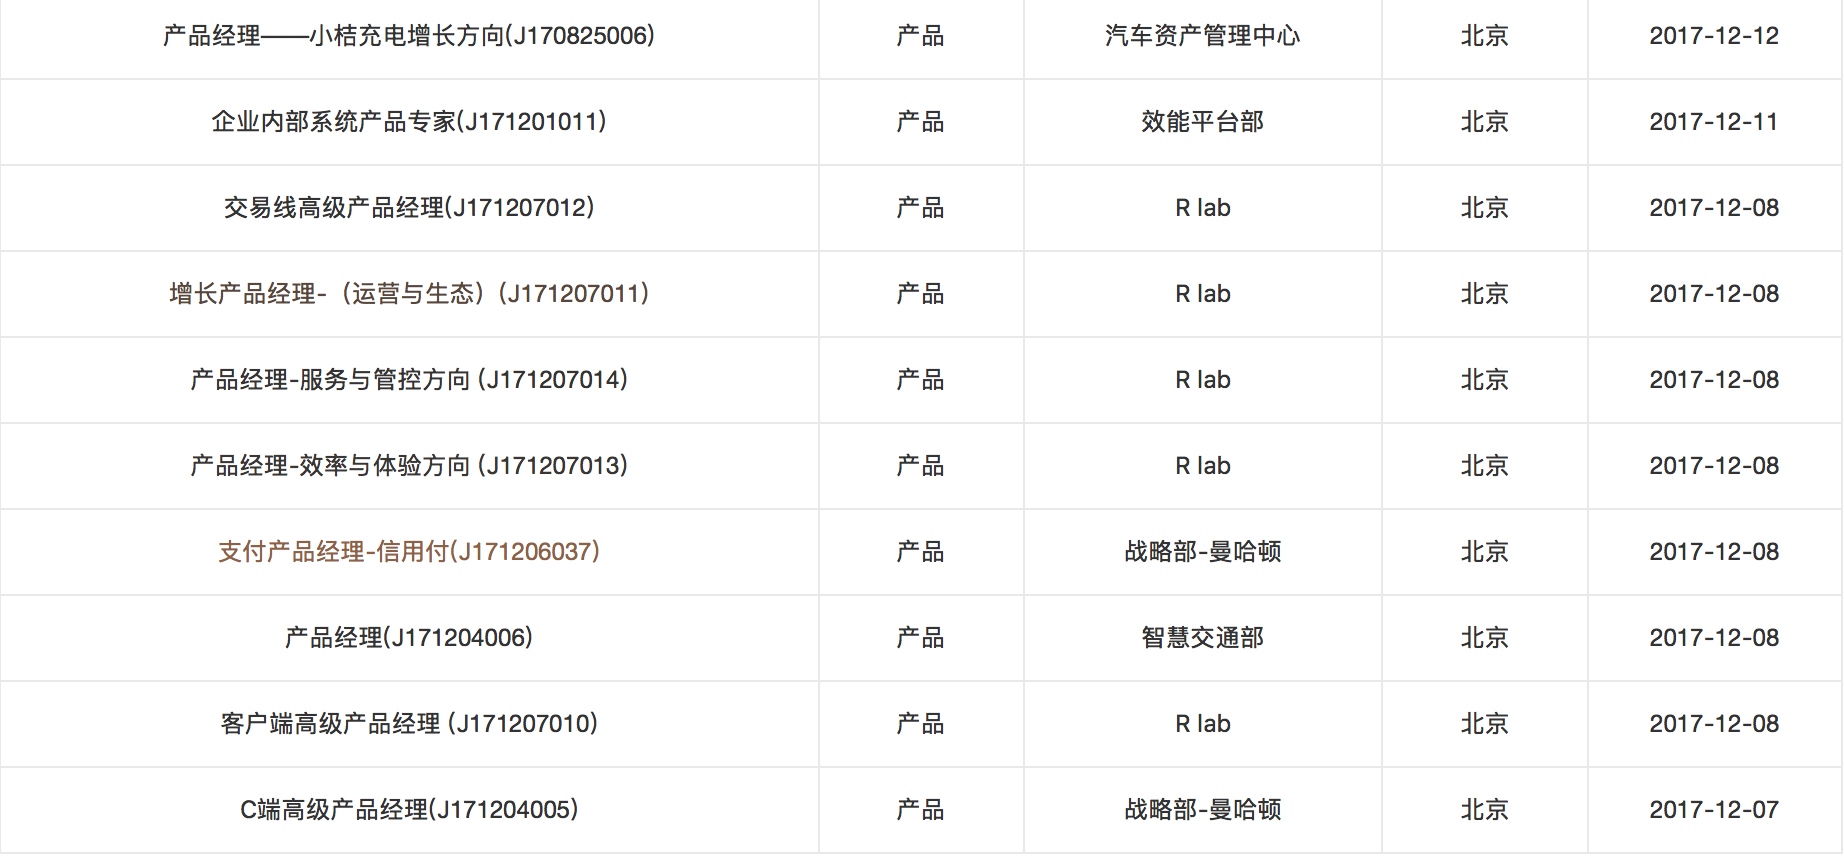 产品经理——小桔充电增长方向(J170825006) 产品 汽车资产管理中心 北京 2017-12-12
企业内部系统产品专家(J171201011) 产品 效能平台部 北京 2017-12-11
交易线高级产品经理(J171207012) 产品 R lab 北京 2017-12-08
增长产品经理-（运营与生态）(J171207011) 产品 R lab 北京 2017-12-08
产品经理-服务与管控方向 (J171207014) 产品 R lab 北京 2017-12-08
产品经理-效率与体验方向 (J171207013) 产品 R lab 北京 2017-12-08
支付产品经理-信用付(J171206037) 产品 战略部-曼哈顿 北京 2017-12-08
产品经理(J171204006) 产品 智慧交通部 北京 2017-12-08
客户端高级产品经理 (J171207010) 产品 R lab 北京 2017-12-08
C端高级产品经理(J171204005) 产品 战略部-曼哈顿 北京 2017-12-07